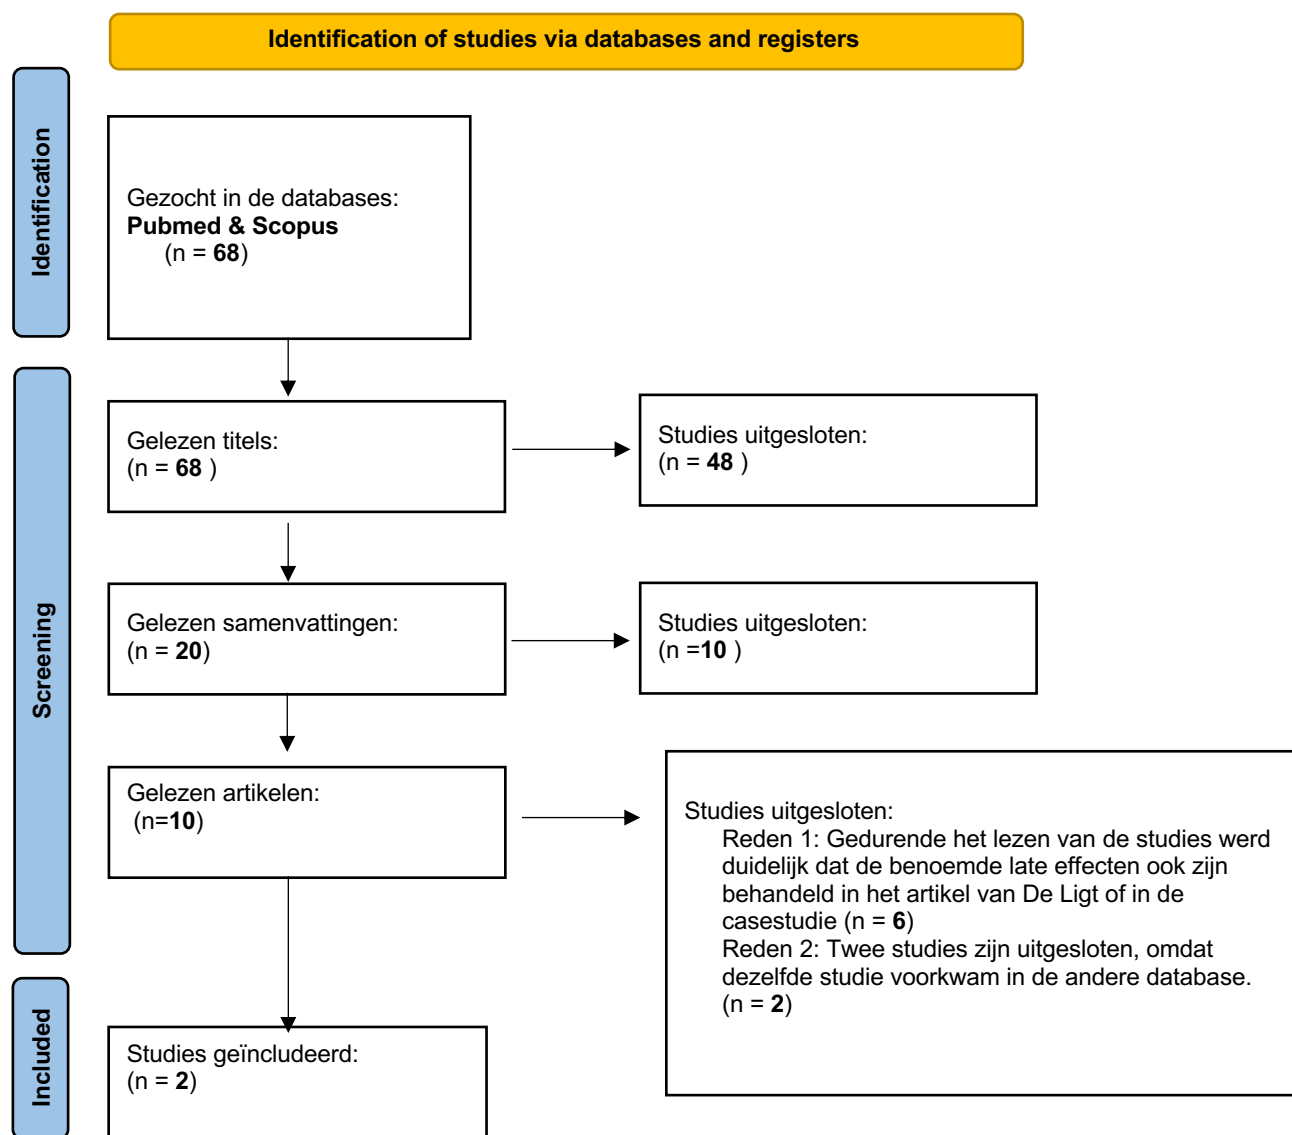 Identification of studies via databases and registers
Identification
Gezocht in de databases:
Pubmed & Scopus
(n = 68)
Screening
Gelezen titels:
(n = 68 )
Studies uitgesloten:
(n = 48 )
Gelezen samenvattingen:
(n = 20)
Studies uitgesloten:
(n =10 )
Gelezen artikelen:
(n=10)
Studies uitgesloten:
Reden 1: Gedurende het lezen van de studies werd
duidelijk dat de benoemde late effecten ook zijn
behandeld in het artikel van De Ligt of in de
casestudie (n = 6)
Reden 2: Twee studies zijn uitgesloten, omdat
dezelfde studie voorkwam in de andere database.
(n = 2)
Included
Studies geïncludeerd:
(n = 2)